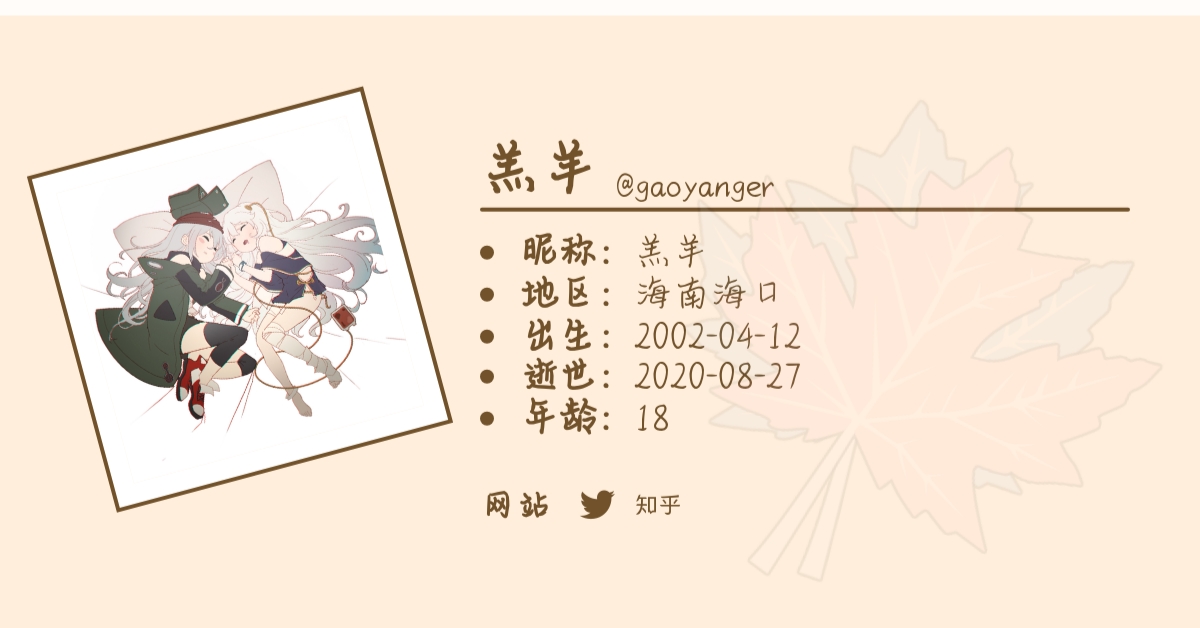 羔羊 @gaoyanger
昵称：羔羊
地区：海南海口
出生：2002-04-12
逝世：2020-08-27
年龄：18
网站 知乎